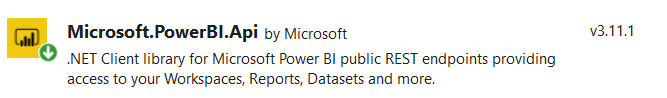 Microsoft.PowerBI.Api by Microsoft v3.11.1
.NET Client library for Microsoft Power BI public REST endpoints providing
access to your Workspaces, Reports, Datasets and more.